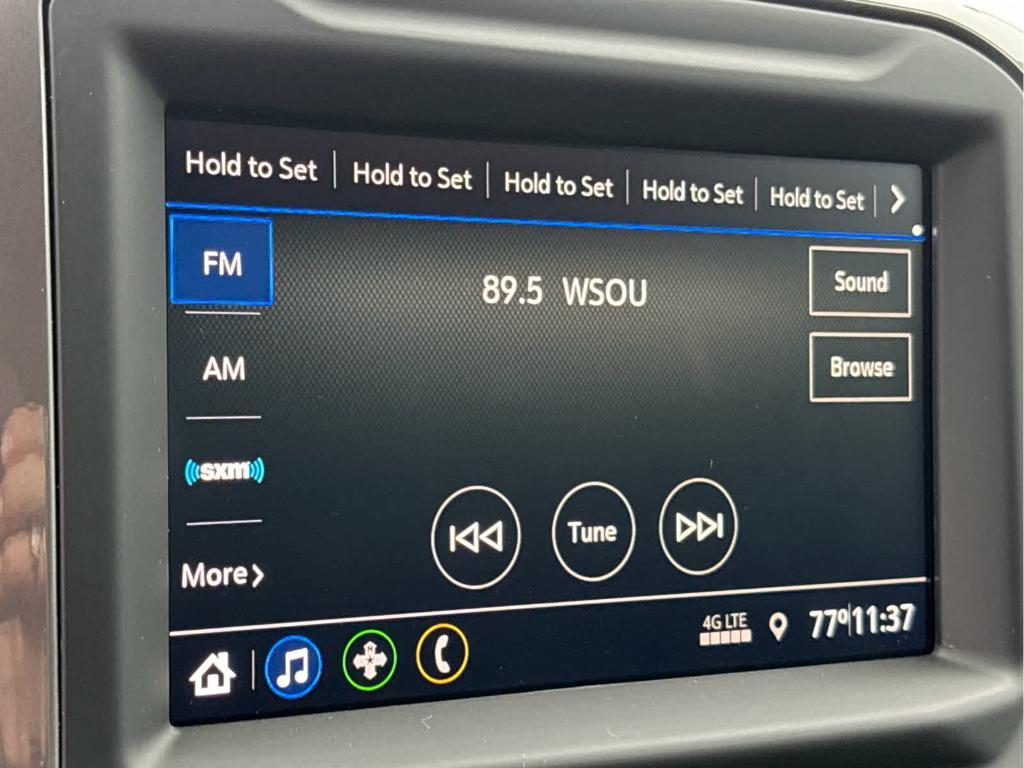 Hold to Set Hold to Set Hold to Set Hold to Set Hold to Set
FM
89.5 WSOU
Sound
AM
Browse
sxm
Tune
More
4G LTE
77° 11:37